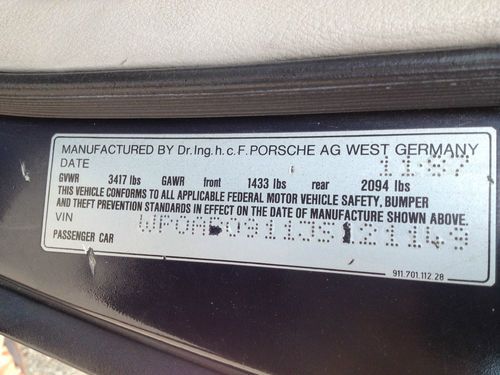 MANUFACTURED BY Dr.Ing.h.c.F.PORSCHE AG WEST GERMANY
DATE 11·87
GVWR 3417 lbs GAWR front 1433 lbs rear 2094 lbs
THIS VEHICLE CONFORMS TO ALL APPLICABLE FEDERAL MOTOR VEHICLE SAFETY, BUMPER
AND THEFT PREVENTION STANDARDS IN EFFECT ON THE DATE OF MANUFACTURE SHOWN ABOVE.
VIN
PASSENGER CAR
911.701.112.28